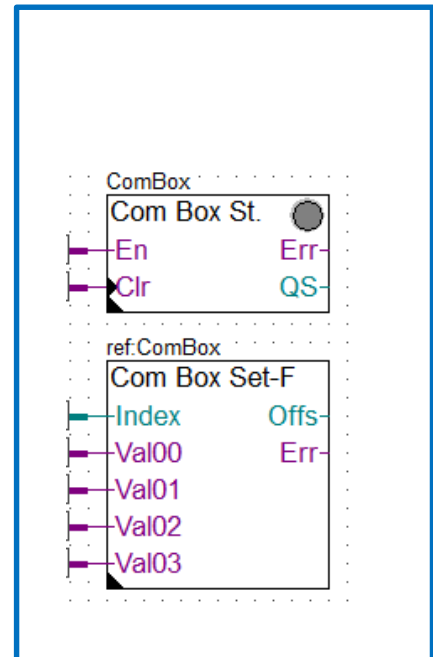 ComBox
Com Box St.
En Err
Clr QS
ref:ComBox
Com Box Set-F
Index Offs
Val00 Err
Val01
Val02
Val03